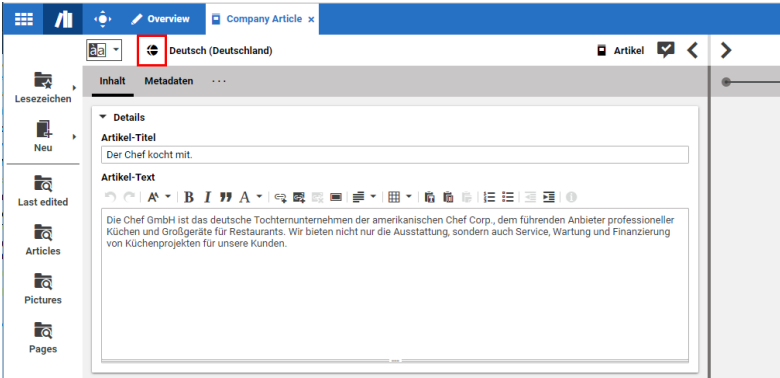 Overview
Company Article ×
àa
Deutsch (Deutschland)
Artikel
Inhalt Metadaten ···
Lesezeichen
Neu
Last edited
Articles
Pictures
Pages
Details
Artikel-Titel
Der Chef kocht mit.
Artikel-Text
Die Chef GmbH ist das deutsche Tochternunternehmen der amerikanischen Chef Corp., dem führenden Anbieter professioneller
Küchen und Großgeräte für Restaurants. Wir bieten nicht nur die Ausstattung, sondern auch Service, Wartung und Finanzierung
von Küchenprojekten für unsere Kunden.